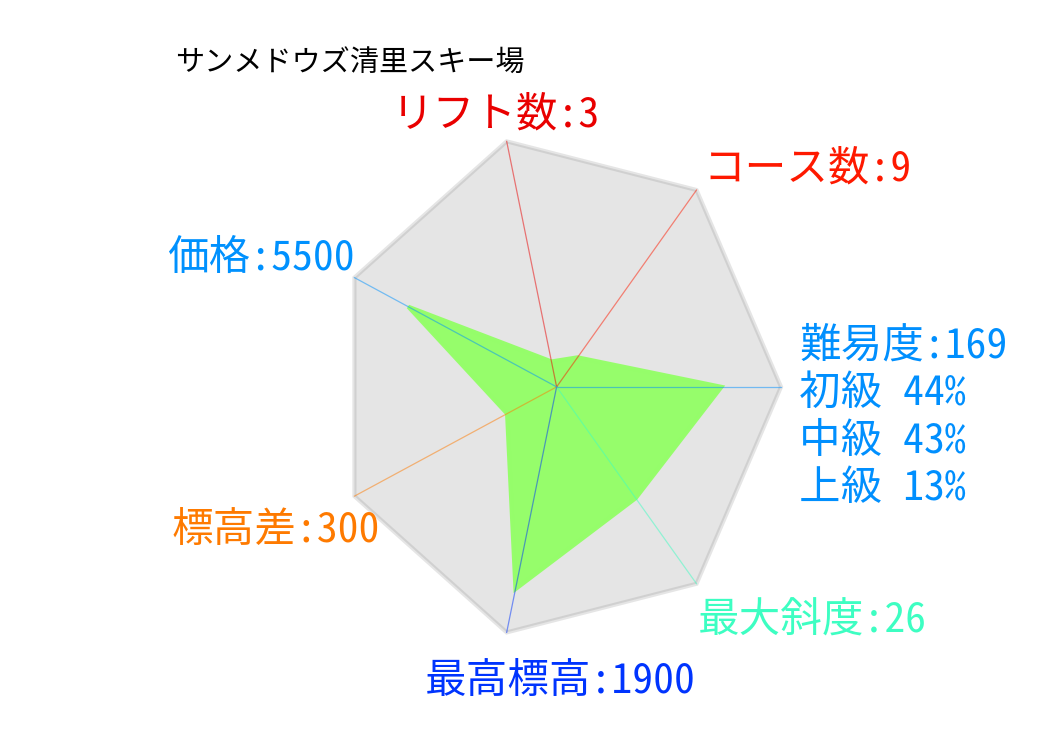 サンメドウズ清里スキー場
リフト数:3
コース数:9
価格:5500
難易度:169
初級 44%
中級 43%
上級 13%
標高差:300
最大斜度:26
最高標高:1900